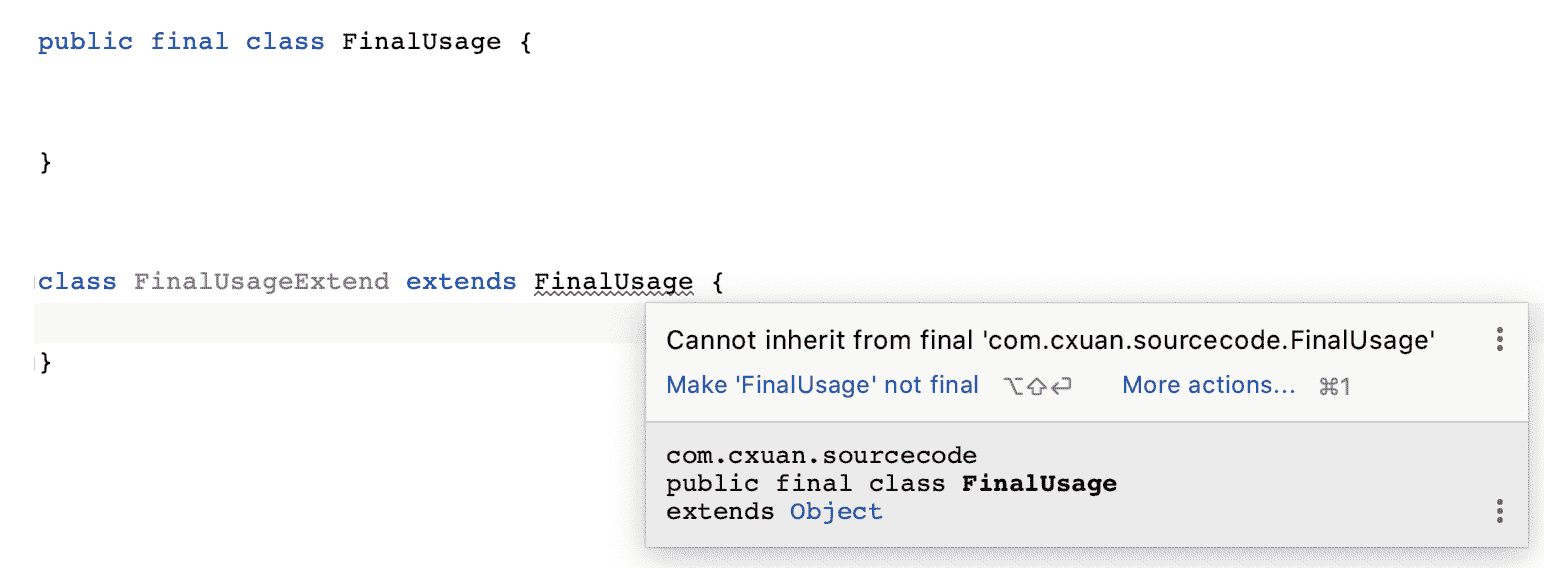 public final class FinalUsage {
}
class FinalUsageExtend extends FinalUsage {
}
Cannot inherit from final 'com.cxuan.sourcecode.FinalUsage'
Make 'FinalUsage' not final ⌥⇧⏎ More actions... ⌘1
com.cxuan.sourcecode
public final class FinalUsage
extends Object